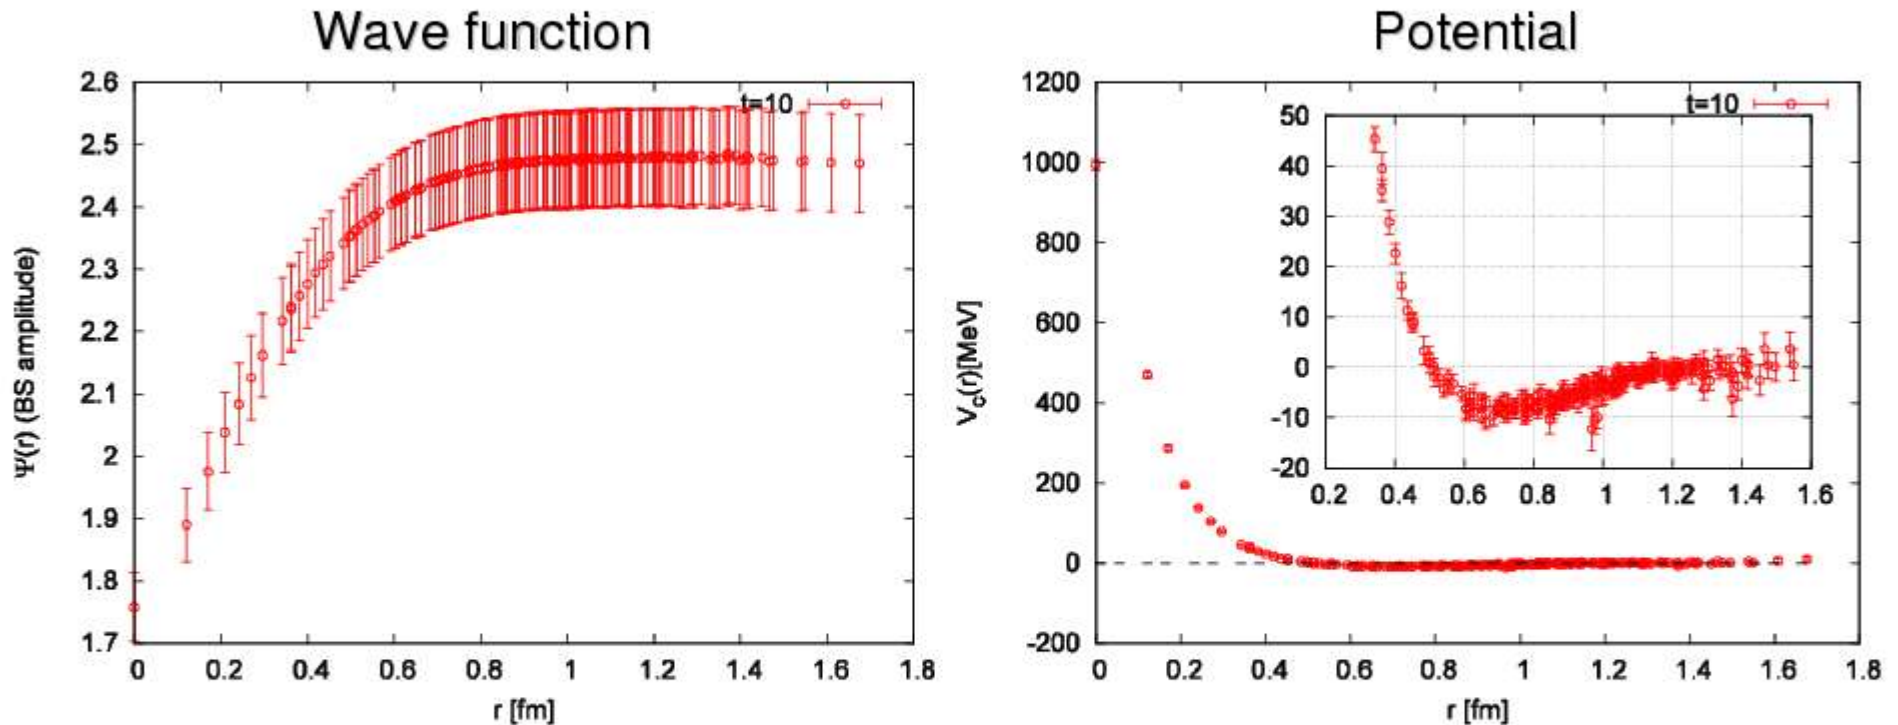 Wave function
2.6
2.5
2.4
2.3
2.2
2.1
2
1.9
1.8
1.7
Ψ(r) (BS amplitude)
t=10
0 0.2 0.4 0.6 0.8 1 1.2 1.4 1.6 1.8
r [fm]
Potential
1200
1000
800
600
400
200
0
-200
V_C(r)[MeV]
t=10
50
40
30
20
10
0
-10
-20
0.2 0.4 0.6 0.8 1 1.2 1.4 1.6
0 0.2 0.4 0.6 0.8 1 1.2 1.4 1.6 1.8
r [fm]